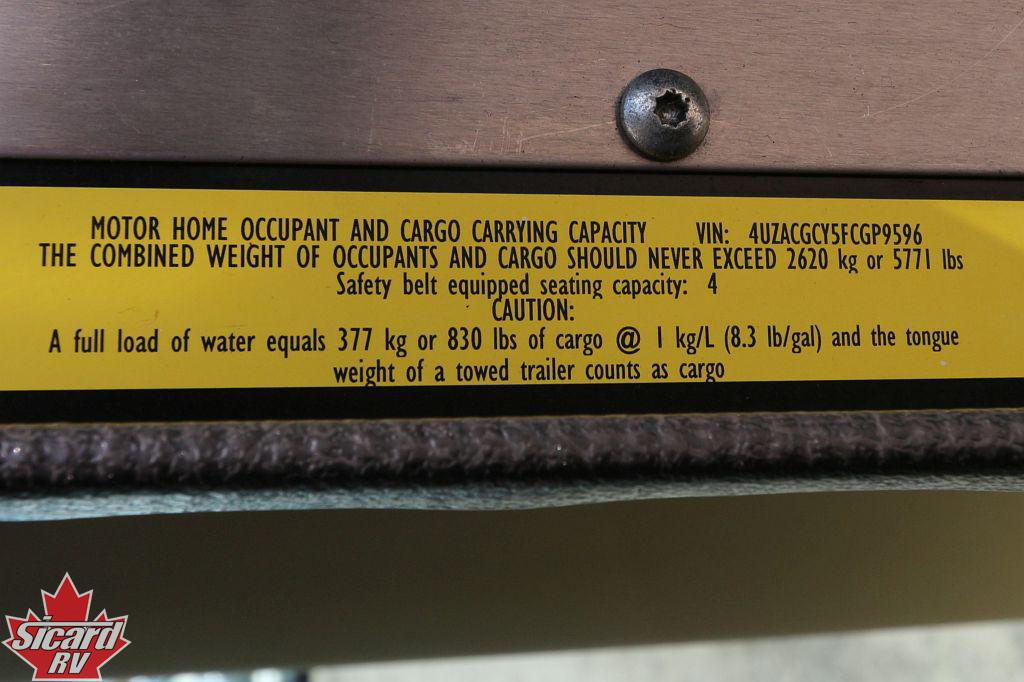 MOTOR HOME OCCUPANT AND CARGO CARRYING CAPACITY VIN: 4UZACGCY5FCGP9596
THE COMBINED WEIGHT OF OCCUPANTS AND CARGO SHOULD NEVER EXCEED 2620 kg or 5771 lbs
Safety belt equipped seating capacity: 4
CAUTION:
A full load of water equals 377 kg or 830 lbs of cargo @ 1 kg/L (8.3 lb/gal) and the tongue
weight of a towed trailer counts as cargo
Sicard
RV